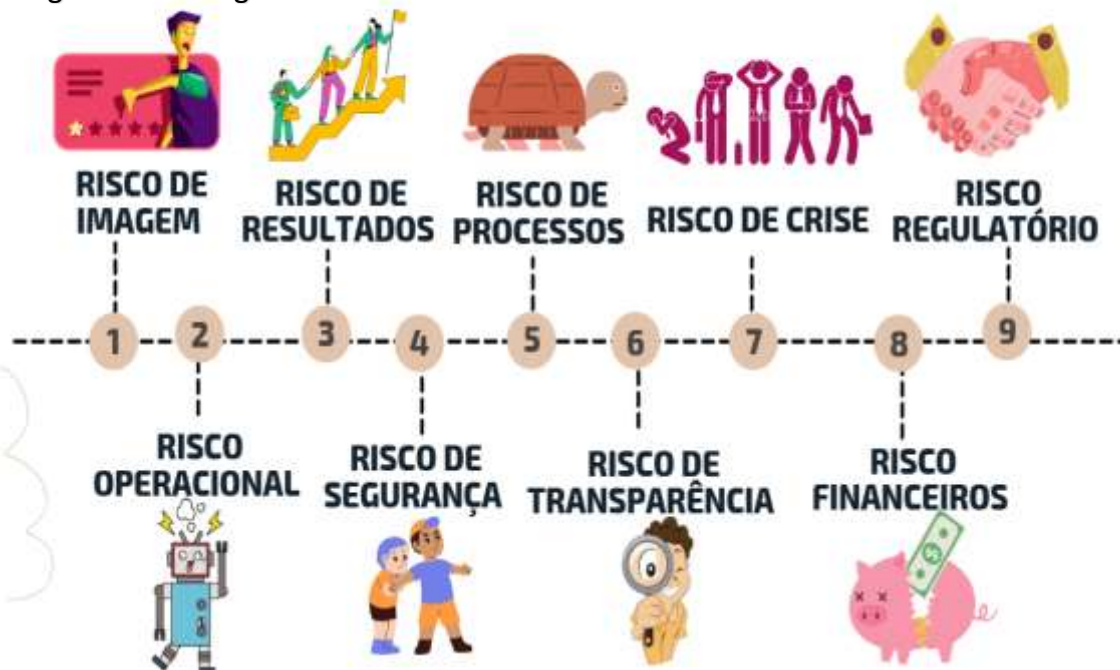 RISCO DE
IMAGEM
RISCO DE
RESULTADOS
RISCO DE
PROCESSOS
RISCO DE CRISE
RISCO
REGULATÓRIO
1
2
3
4
5
6
7
8
9
RISCO
OPERACIONAL
RISCO DE
SEGURANÇA
RISCO DE
TRANSPARÊNCIA
RISCO
FINANCEIROS